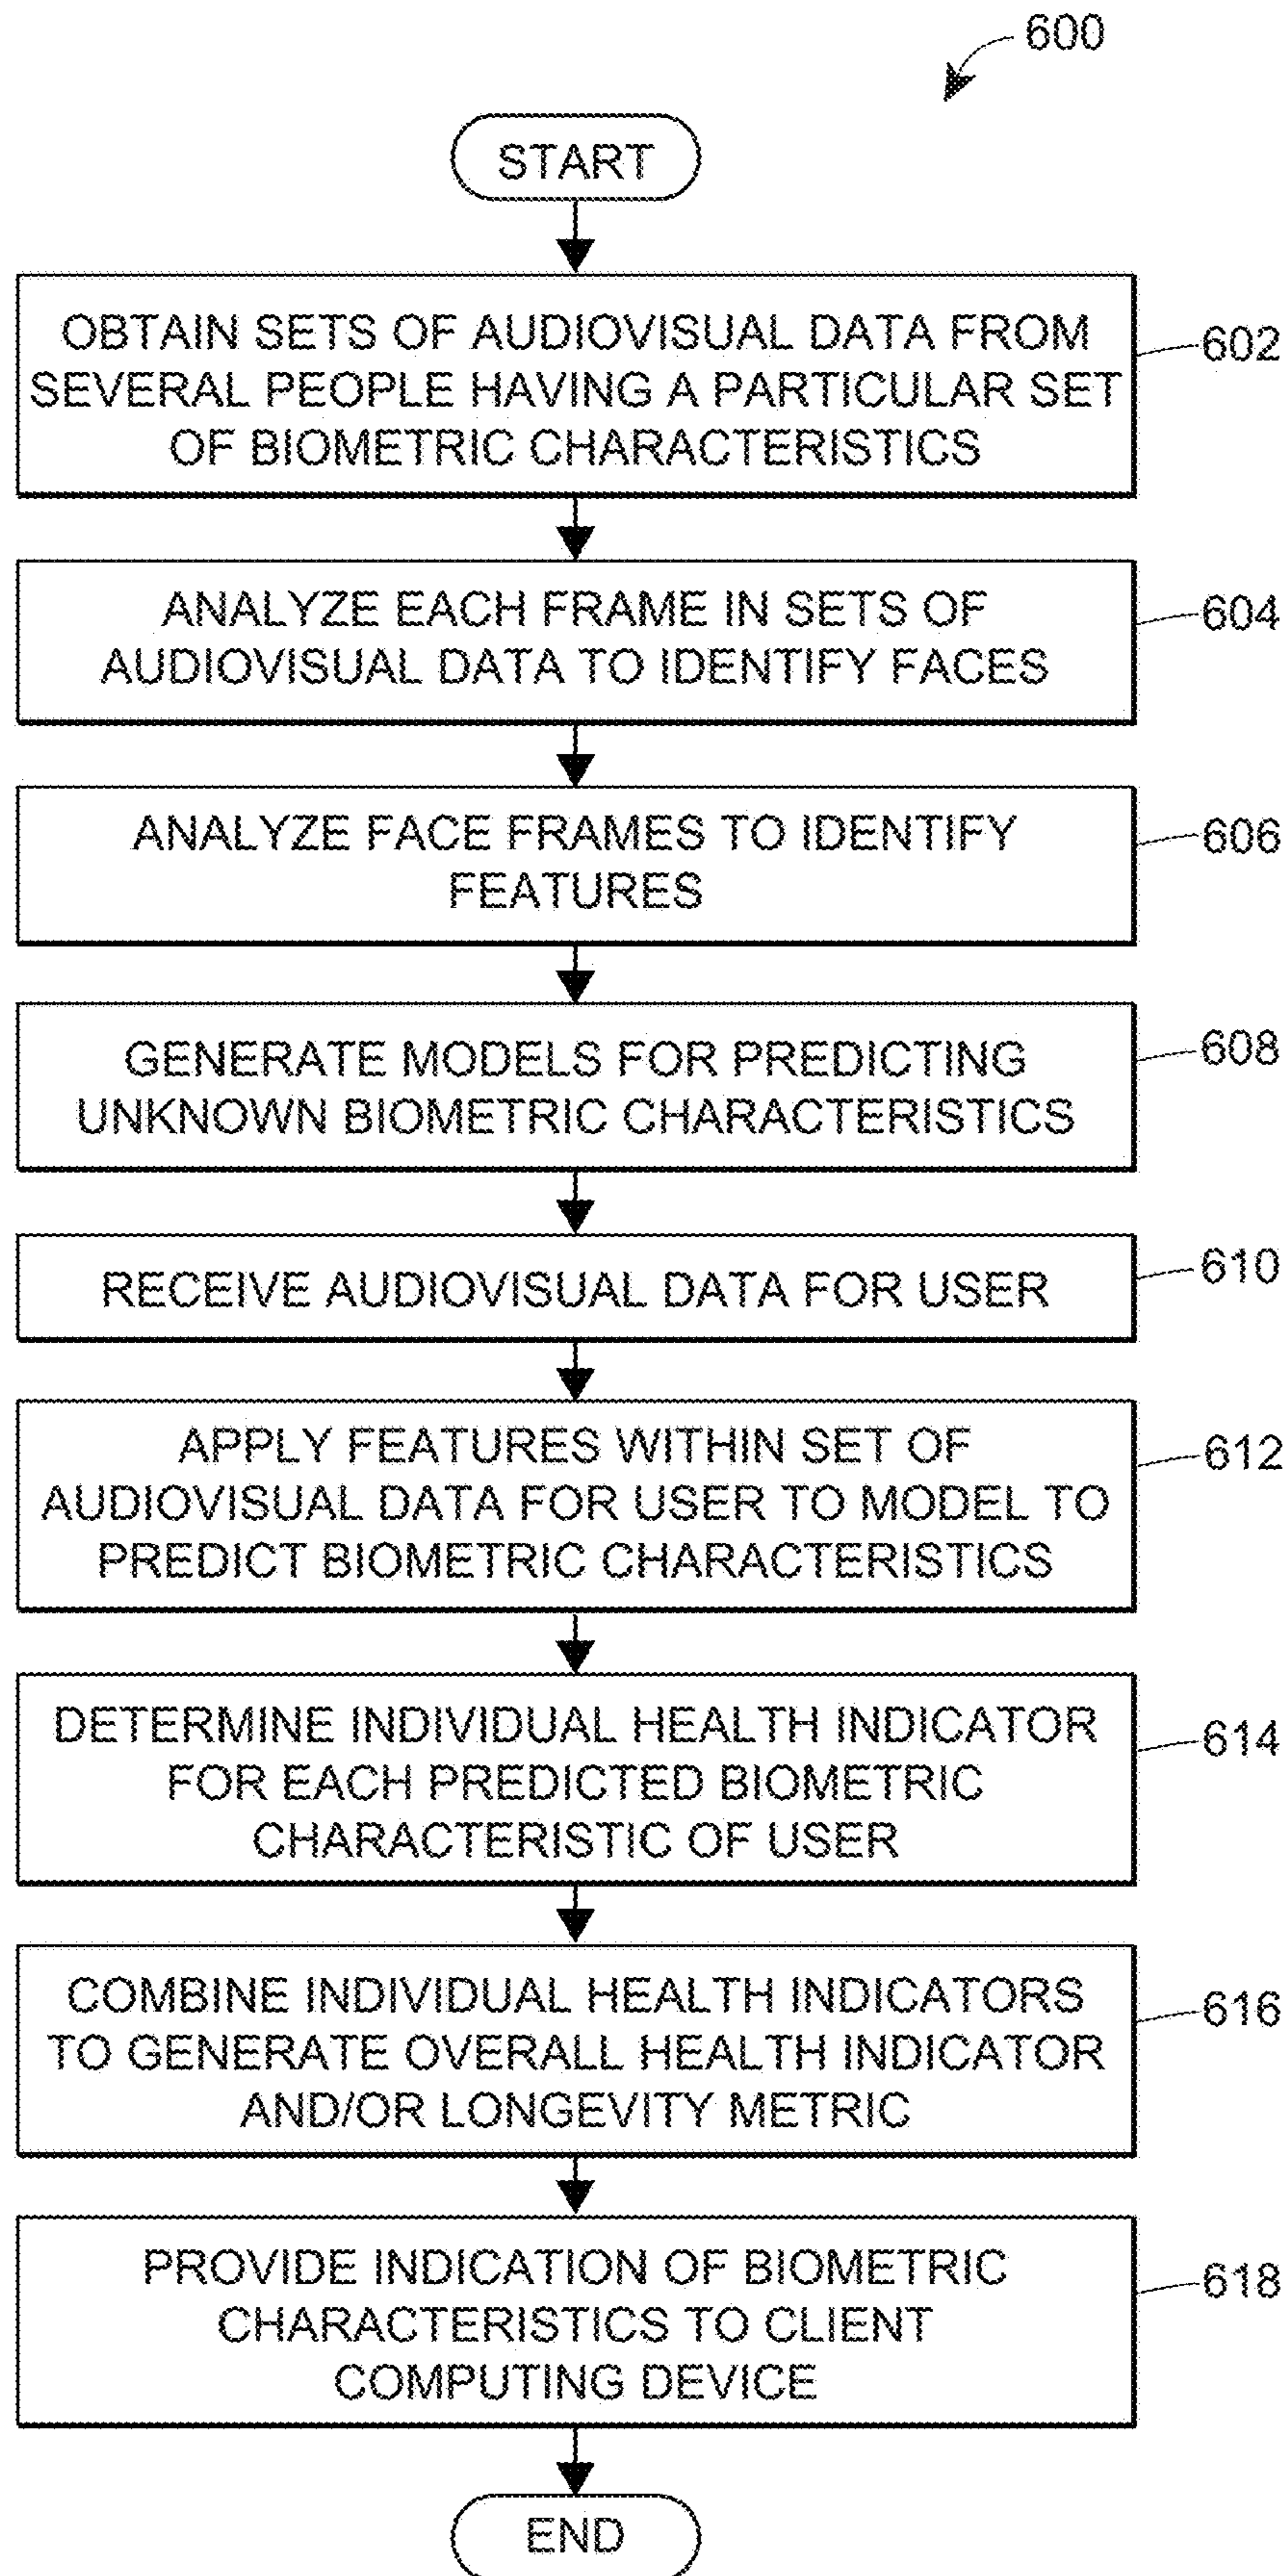 600
START
OBTAIN SETS OF AUDIOVISUAL DATA FROM
SEVERAL PEOPLE HAVING A PARTICULAR SET
OF BIOMETRIC CHARACTERISTICS
602
ANALYZE EACH FRAME IN SETS OF
AUDIOVISUAL DATA TO IDENTIFY FACES
604
ANALYZE FACE FRAMES TO IDENTIFY
FEATURES
606
GENERATE MODELS FOR PREDICTING
UNKNOWN BIOMETRIC CHARACTERISTICS
608
RECEIVE AUDIOVISUAL DATA FOR USER
610
APPLY FEATURES WITHIN SET OF
AUDIOVISUAL DATA FOR USER TO MODEL TO
PREDICT BIOMETRIC CHARACTERISTICS
612
DETERMINE INDIVIDUAL HEALTH INDICATOR
FOR EACH PREDICTED BIOMETRIC
CHARACTERISTIC OF USER
614
COMBINE INDIVIDUAL HEALTH INDICATORS
TO GENERATE OVERALL HEALTH INDICATOR
AND/OR LONGEVITY METRIC
616
PROVIDE INDICATION OF BIOMETRIC
CHARACTERISTICS TO CLIENT
COMPUTING DEVICE
618
END